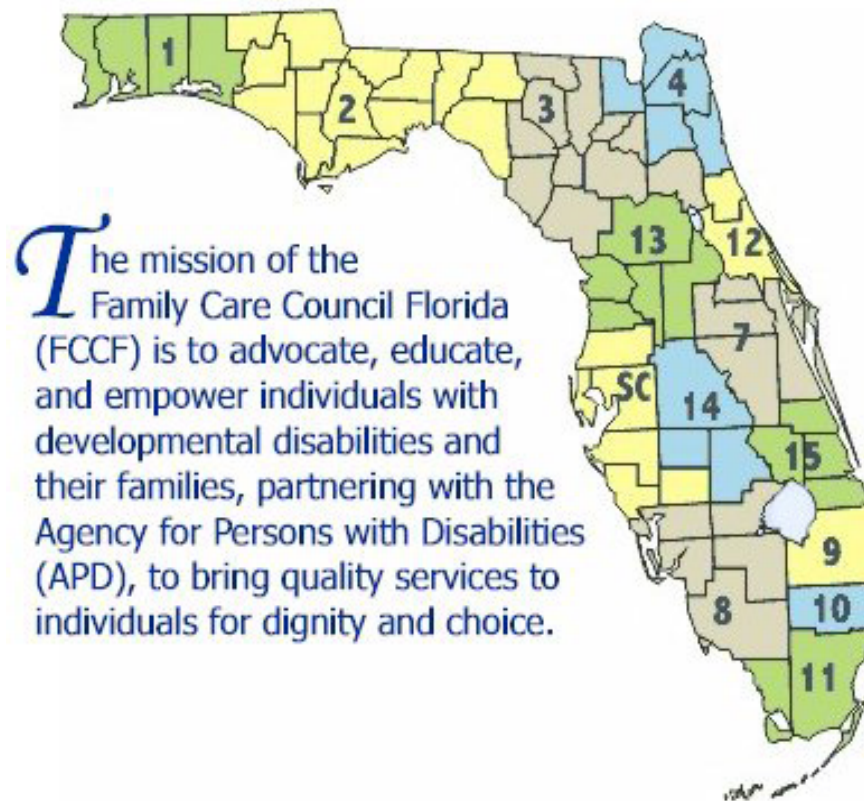 1
2
3
4
13
12
7
SC
14
15
9
10
8
11
The mission of the
Family Care Council Florida
(FCCF) is to advocate, educate,
and empower individuals with
developmental disabilities and
their families, partnering with the
Agency for Persons with Disabilities
(APD), to bring quality services to
individuals for dignity and choice.